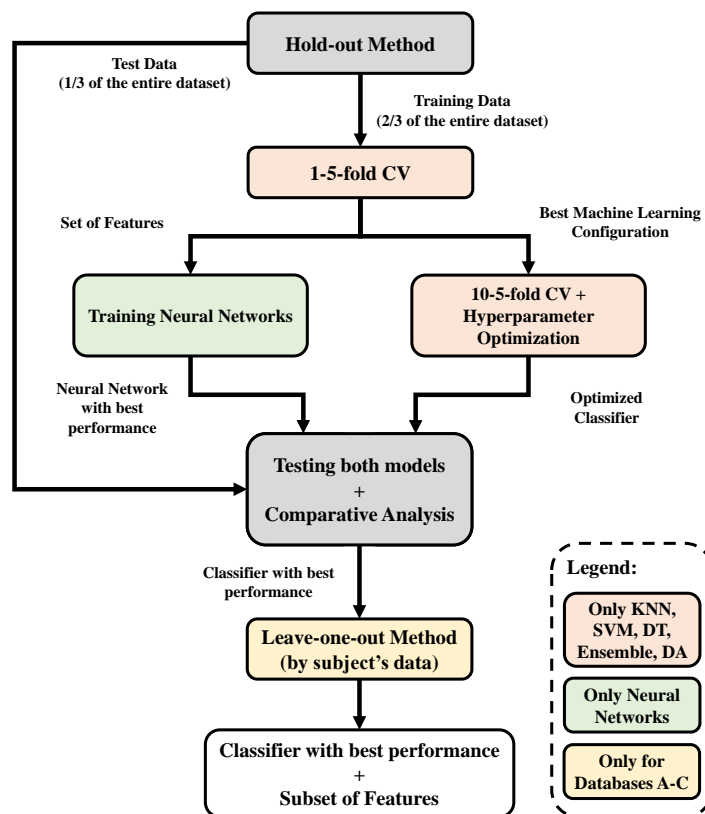 Hold-out Method
Test Data
(1/3 of the entire dataset)
Training Data
(2/3 of the entire dataset)
1-5-fold CV
Set of Features
Best Machine Learning
Configuration
Training Neural Networks
10-5-fold CV +
Hyperparameter
Optimization
Neural Network
with best
performance
Optimized
Classifier
Testing both models
+
Comparative Analysis
Classifier with best
performance
Leave-one-out Method
(by subject's data)
Classifier with best performance
+
Subset of Features
Legend:
Only KNN,
SVM, DT,
Ensemble, DA
Only Neural
Networks
Only for
Databases A-C